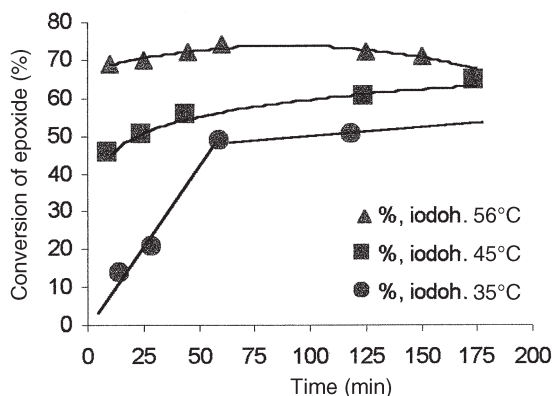 Conversion of epoxide (%)
80
70
60
50
40
30
20
10
0
%, iodoh. 56°C
%, iodoh. 45°C
%, iodoh. 35°C
0 25 50 75 100 125 150 175 200
Time (min)